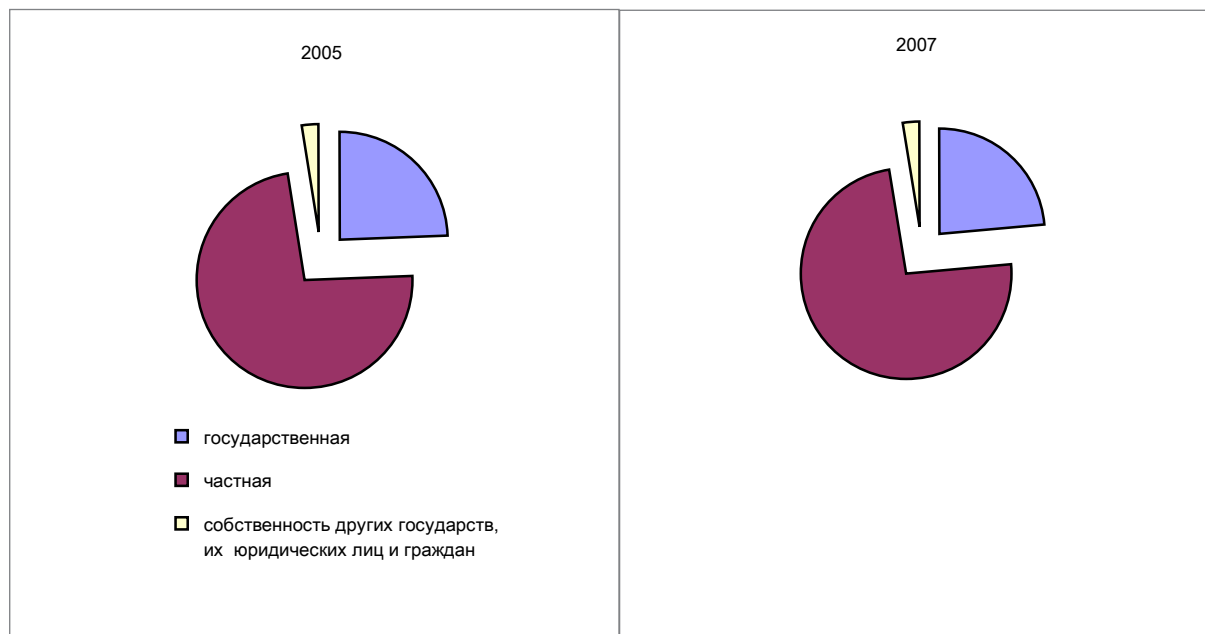 2005
государственная
частная
собственность других государств,
их юридических лиц и граждан
2007